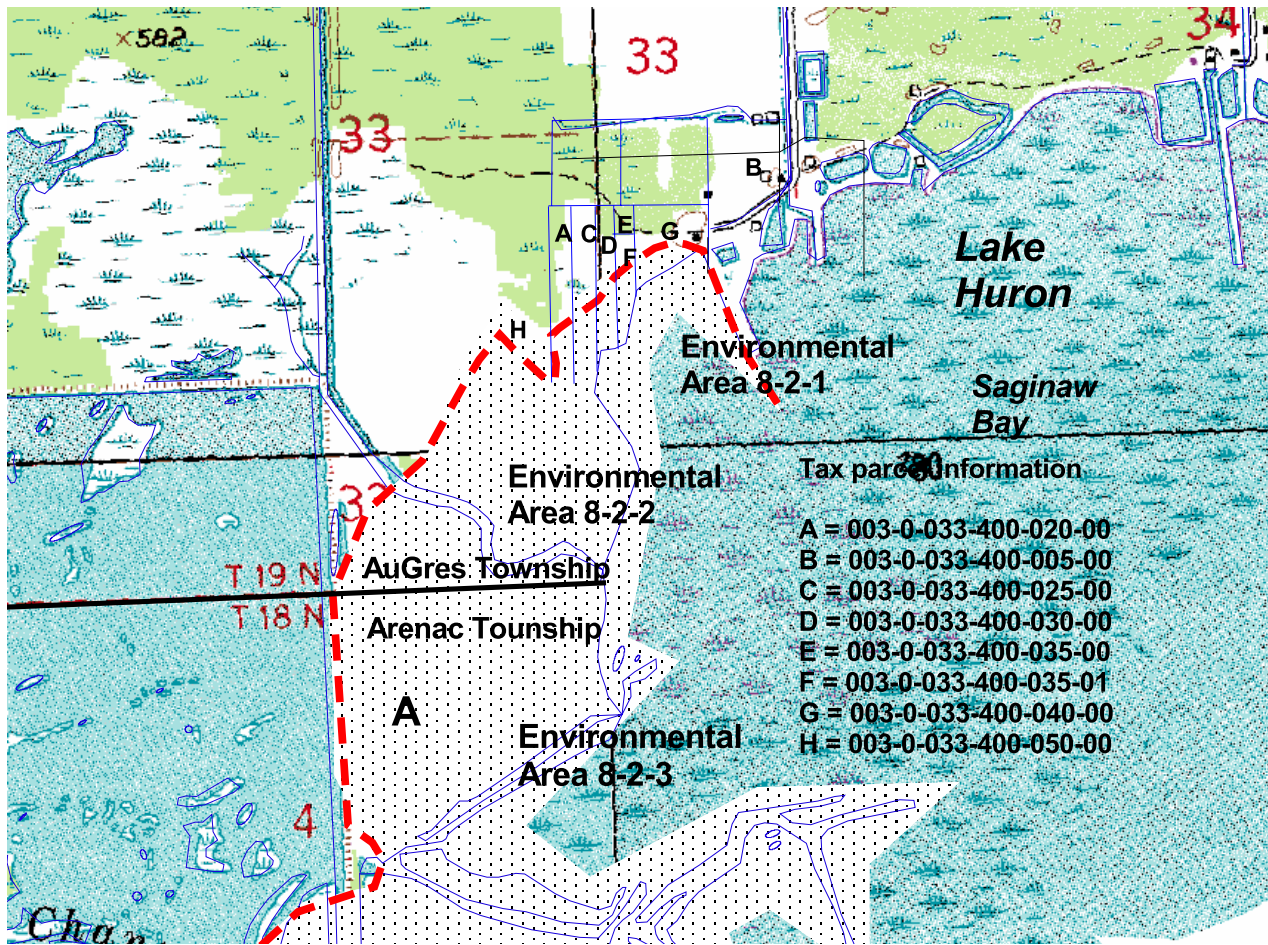 ×582
33
34
33
B
A
C
D
E
F
G
H
Lake
Huron
Environmental
Area 8-2-1
Saginaw
Bay
Environmental
Area 8-2-2
Tax parcel information
A = 003-0-033-400-020-00
B = 003-0-033-400-005-00
C = 003-0-033-400-025-00
D = 003-0-033-400-030-00
E = 003-0-033-400-035-00
F = 003-0-033-400-035-01
G = 003-0-033-400-040-00
H = 003-0-033-400-050-00
T 19 N
AuGres Township
T 18 N
Arenac Tounship
A
Environmental
Area 8-2-3
4
Chan